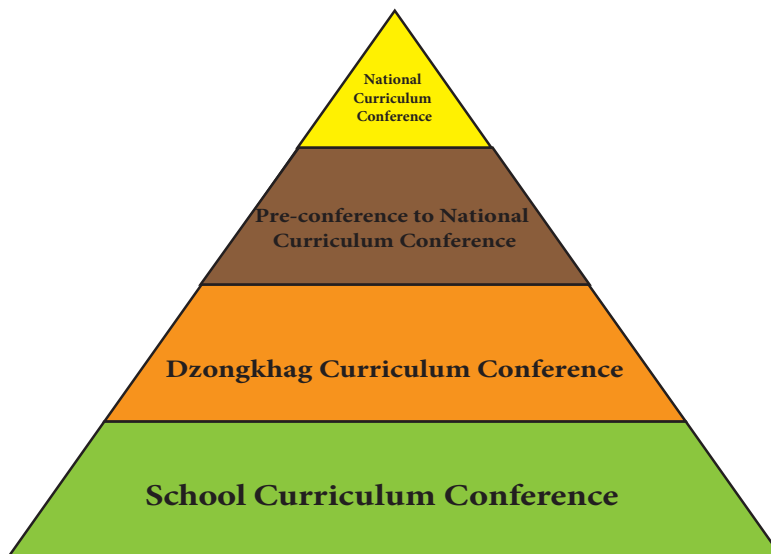 National
Curriculum
Conference
Pre-conference to National
Curriculum Conference
Dzongkhag Curriculum Conference
School Curriculum Conference